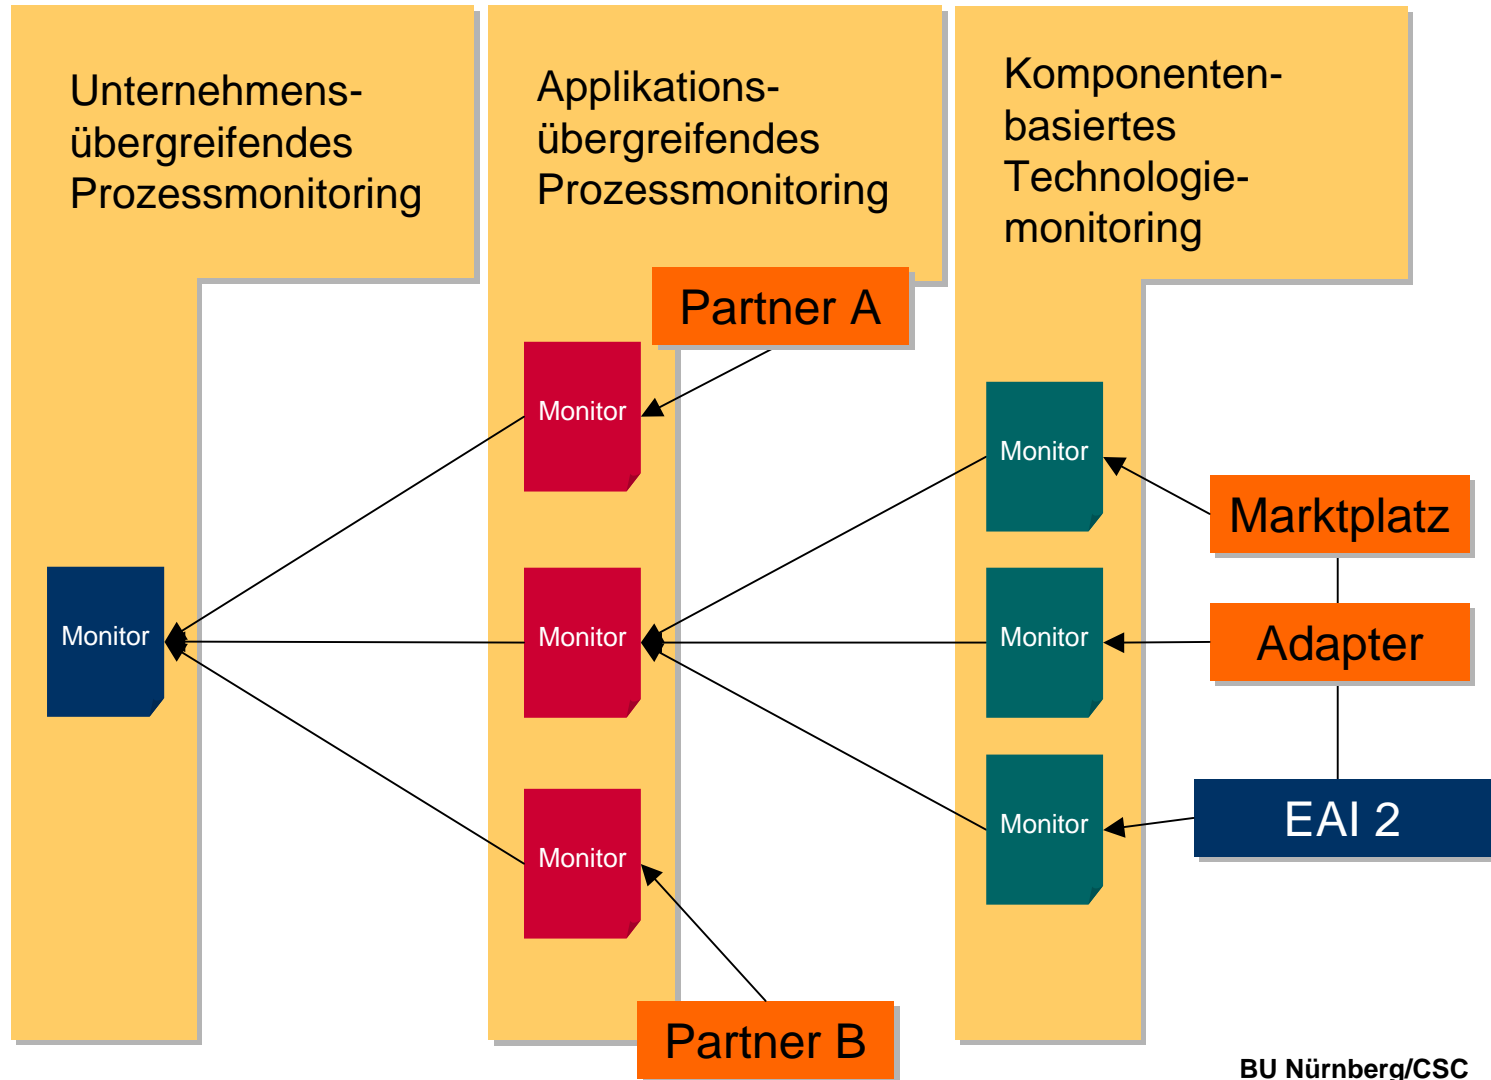 Unternehmens-
übergreifendes
Prozessmonitoring
Applikations-
übergreifendes
Prozessmonitoring
Komponenten-
basiertes
Technologie-
monitoring
Partner A
Monitor
Monitor
Marktplatz
Monitor
Monitor
Monitor
Adapter
Monitor
EAI 2
Monitor
Partner B
BU Nürnberg/CSC